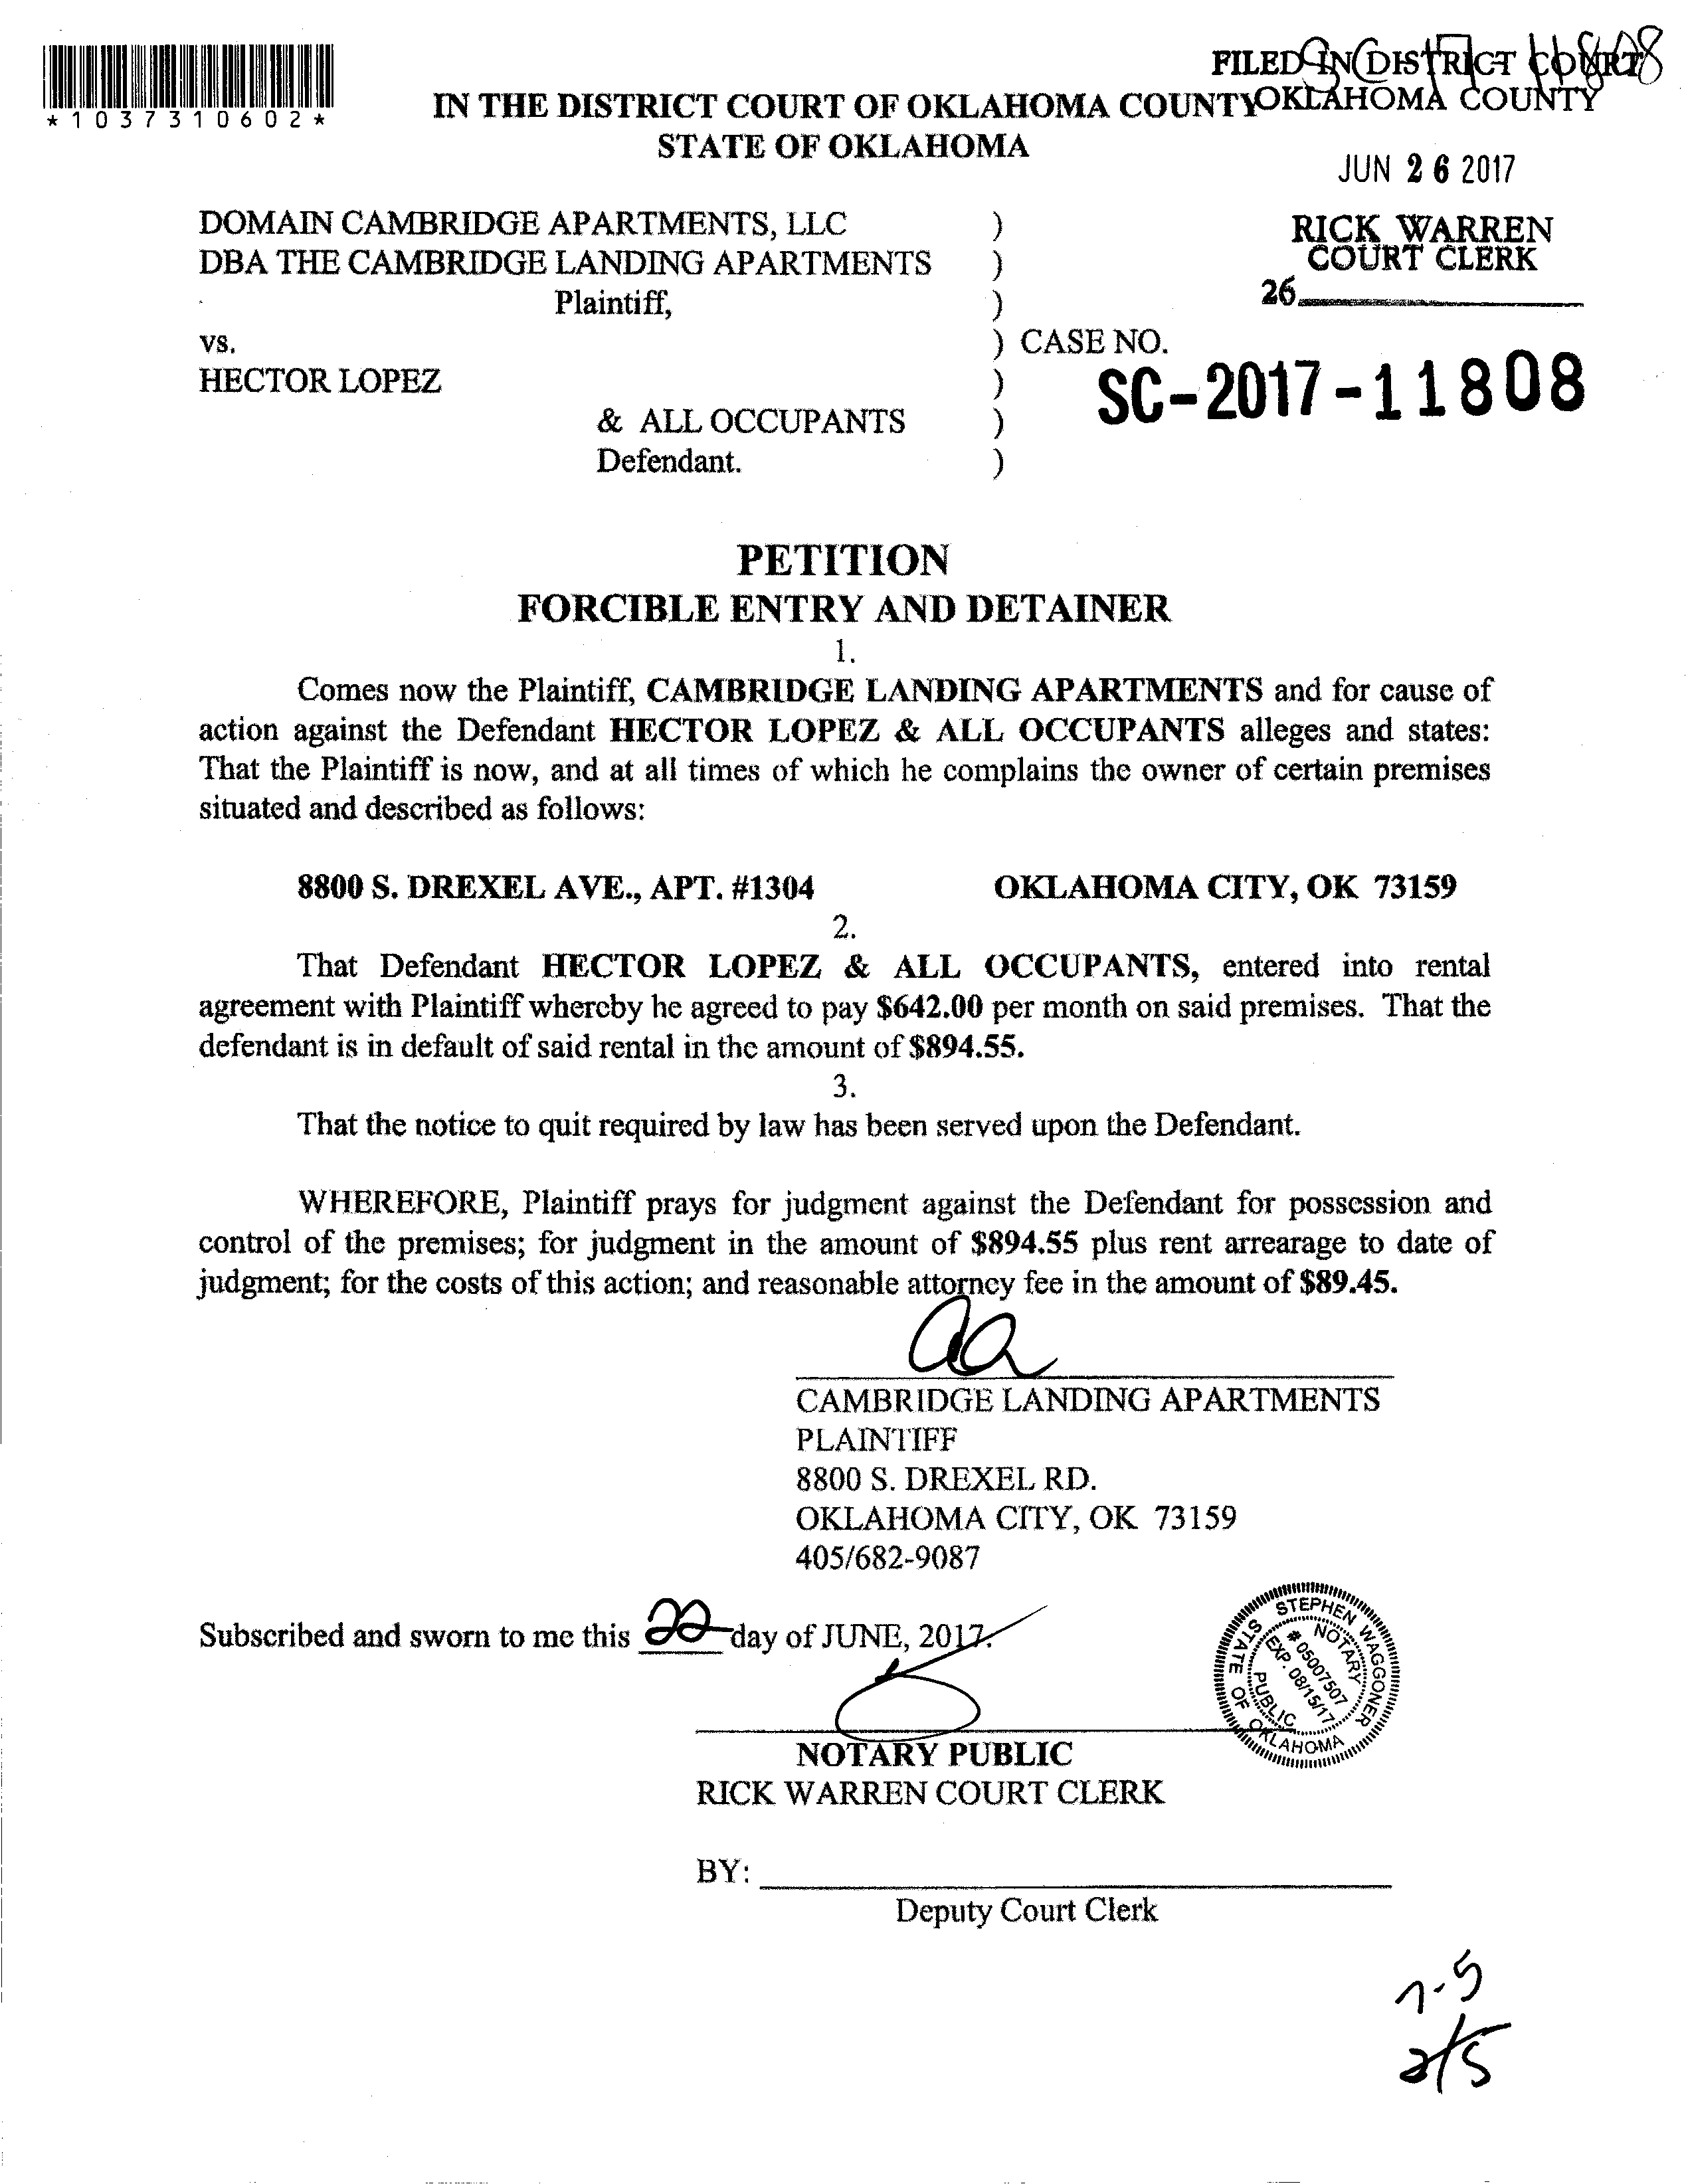 *1037310602*
FILED IN DISTRICT COURT
OKLAHOMA COUNTY
IN THE DISTRICT COURT OF OKLAHOMA COUNTY
STATE OF OKLAHOMA
JUN 26 2017
RICK WARREN
COURT CLERK
26
DOMAIN CAMBRIDGE APARTMENTS, LLC )
DBA THE CAMBRIDGE LANDING APARTMENTS )
Plaintiff, )
vs. ) CASE NO.
SC-2017-11808
HECTOR LOPEZ )
& ALL OCCUPANTS )
Defendant. )
PETITION
FORCIBLE ENTRY AND DETAINER
1.
Comes now the Plaintiff, CAMBRIDGE LANDING APARTMENTS and for cause of
action against the Defendant HECTOR LOPEZ & ALL OCCUPANTS alleges and states:
That the Plaintiff is now, and at all times of which he complains the owner of certain premises
situated and described as follows:
8800 S. DREXEL AVE., APT. #1304 OKLAHOMA CITY, OK 73159
2.
That Defendant HECTOR LOPEZ & ALL OCCUPANTS, entered into rental
agreement with Plaintiff whereby he agreed to pay $642.00 per month on said premises. That the
defendant is in default of said rental in the amount of $894.55.
3.
That the notice to quit required by law has been served upon the Defendant.
WHEREFORE, Plaintiff prays for judgment against the Defendant for possession and
control of the premises; for judgment in the amount of $894.55 plus rent arrearage to date of
judgment; for the costs of this action; and reasonable attorney fee in the amount of $89.45.
CAMBRIDGE LANDING APARTMENTS
PLAINTIFF
8800 S. DREXEL RD.
OKLAHOMA CITY, OK 73159
405/682-9087
Subscribed and sworn to me this 22 day of JUNE, 2017.
STEPHEN WAGGONER
NOTARY PUBLIC
# 05007507
EXP. 08/15/17
STATE OF OKLAHOMA
NOTARY PUBLIC
RICK WARREN COURT CLERK
BY:
Deputy Court Clerk
7-5